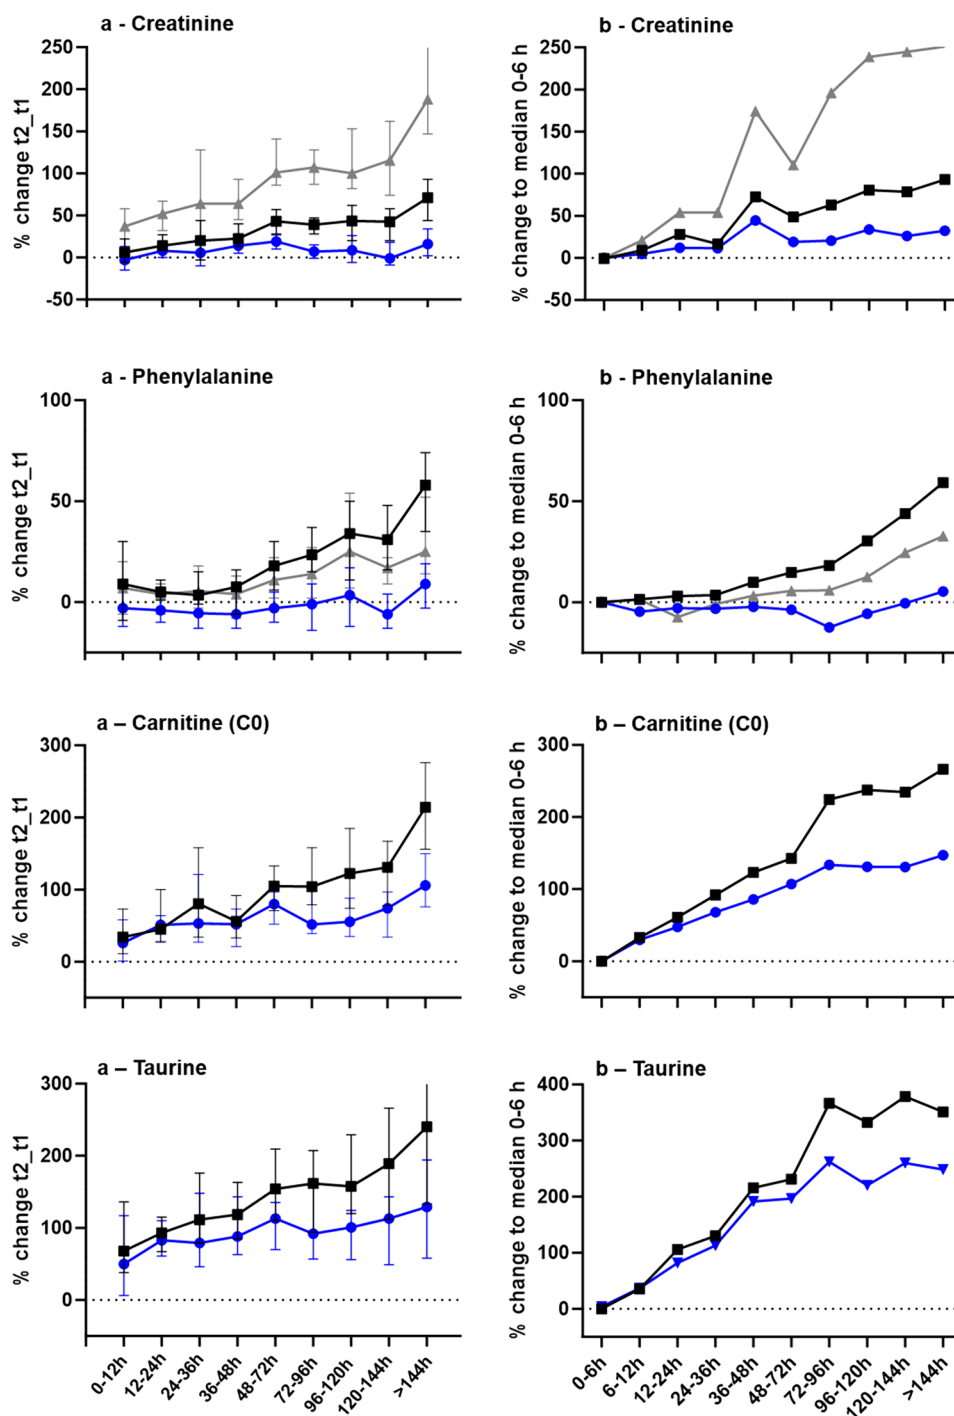 a - Creatinine
% change t2_t1
250
200
150
100
50
0
-50
b - Creatinine
% change to median 0-6 h
250
200
150
100
50
0
-50
a - Phenylalanine
% change t2_t1
100
50
0
b - Phenylalanine
% change to median 0-6 h
100
50
0
a – Carnitine (C0)
% change t2_t1
300
200
100
0
b – Carnitine (C0)
% change to median 0-6 h
300
200
100
0
a – Taurine
% change t2_t1
300
200
100
0
0-12h
12-24h
24-36h
36-48h
48-72h
72-96h
96-120h
120-144h
>144h
b – Taurine
% change to median 0-6 h
400
300
200
100
0
0-6h
6-12h
12-24h
24-36h
36-48h
48-72h
72-96h
96-120h
120-144h
>144h